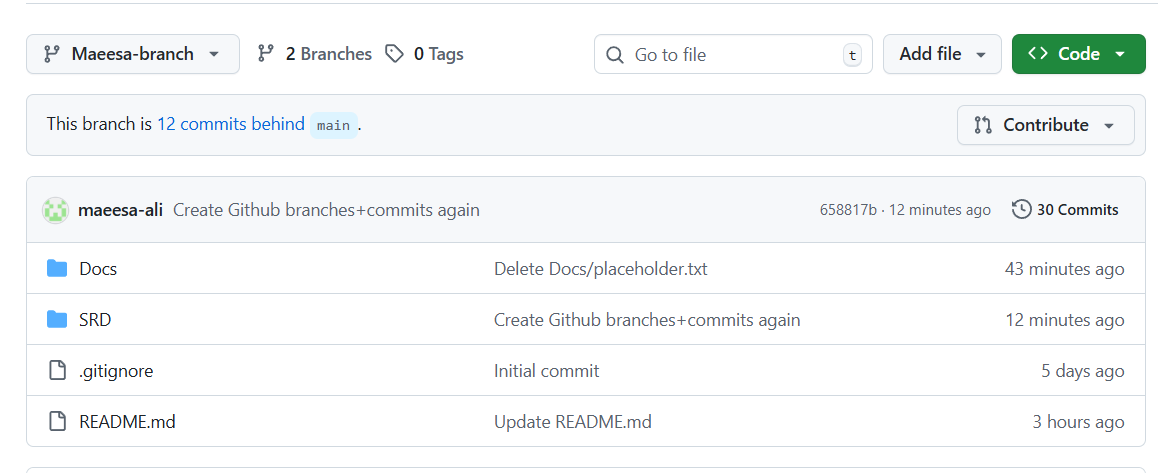 Maeesa-branch 2 Branches 0 Tags Go to file t Add file Code
This branch is 12 commits behind main. Contribute
maeesa-ali Create Github branches+commits again 658817b · 12 minutes ago 30 Commits
Docs Delete Docs/placeholder.txt 43 minutes ago
SRD Create Github branches+commits again 12 minutes ago
.gitignore Initial commit 5 days ago
README.md Update README.md 3 hours ago